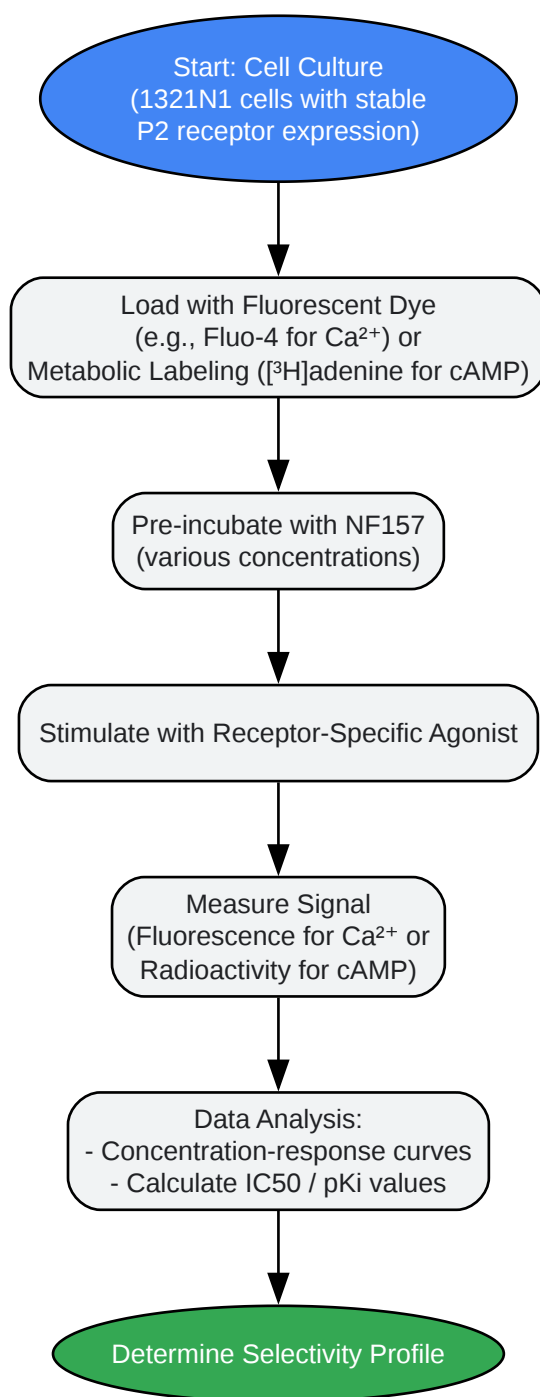 Start: Cell Culture
(1321N1 cells with stable
P2 receptor expression)
Load with Fluorescent Dye
(e.g., Fluo-4 for Ca²⁺) or
Metabolic Labeling ([³H]adenine for cAMP)
Pre-incubate with NF157
(various concentrations)
Stimulate with Receptor-Specific Agonist
Measure Signal
(Fluorescence for Ca²⁺ or
Radioactivity for cAMP)
Data Analysis:
- Concentration-response curves
- Calculate IC50 / pKi values
Determine Selectivity Profile